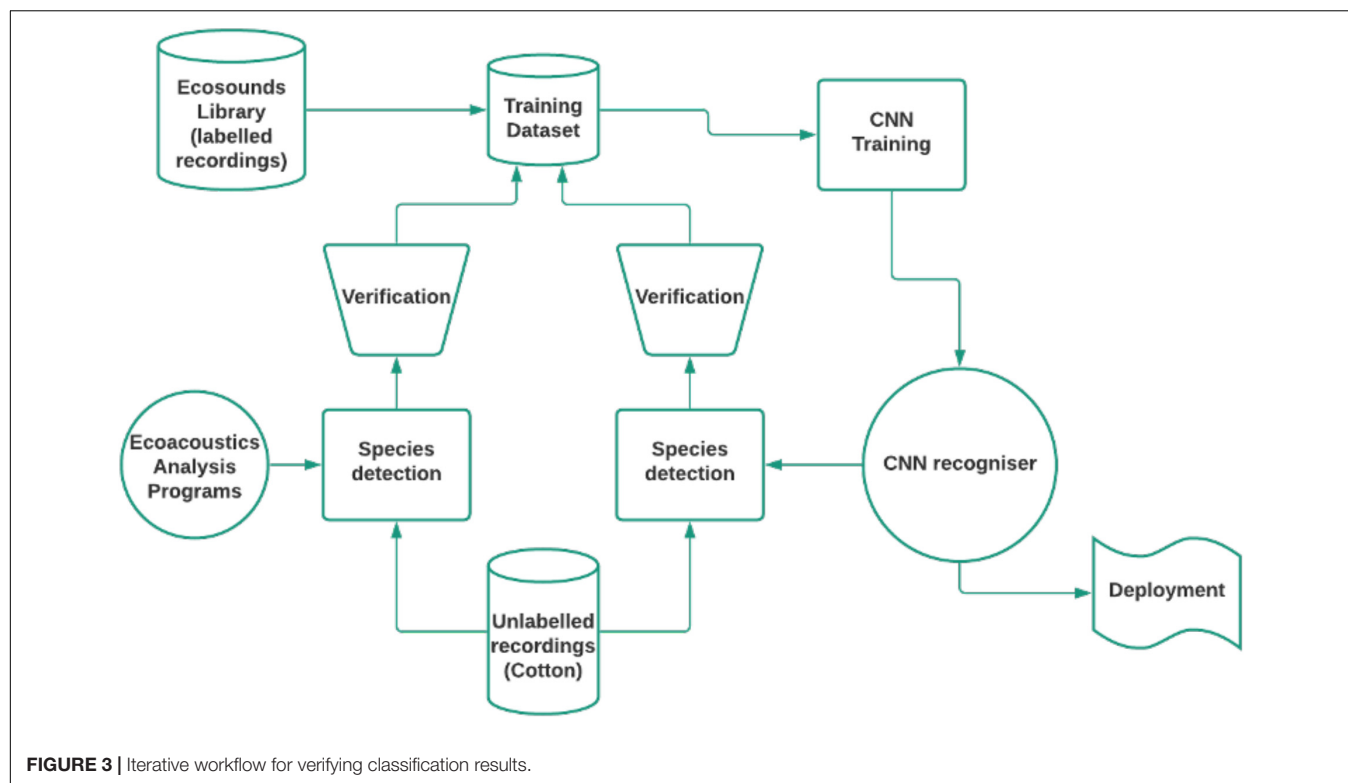 Ecosounds
Library
(labelled
recordings)
Training
Dataset
CNN
Training
Verification
Verification
Ecoacoustics
Analysis
Programs
Species
detection
Species
detection
CNN recogniser
Unlabelled
recordings
(Cotton)
Deployment
FIGURE 3 | Iterative workflow for verifying classification results.